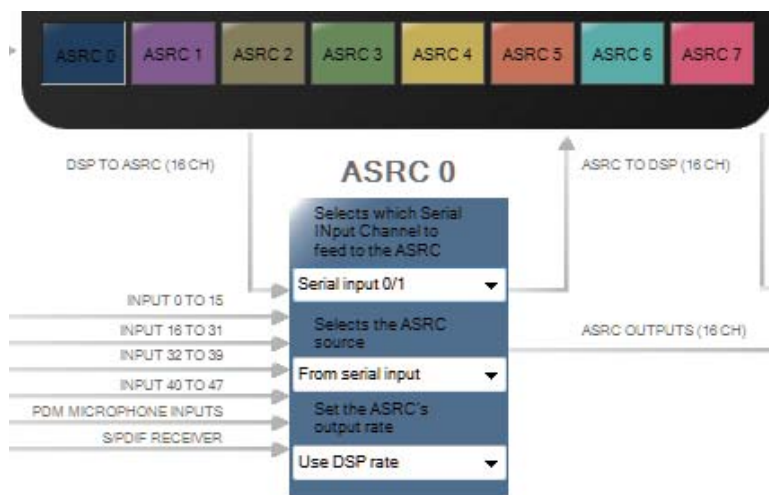 ASRC 0
ASRC 1
ASRC 2
ASRC 3
ASRC 4
ASRC 5
ASRC 6
ASRC 7
DSP TO ASRC (16 CH)
ASRC 0
ASRC TO DSP (16 CH)
Selects which Serial
INput Channel to
feed to the ASRC
Serial input 0/1
INPUT 0 TO 15
INPUT 16 TO 31
INPUT 32 TO 39
INPUT 40 TO 47
PDM MICROPHONE INPUTS
S/PDIF RECEIVER
Selects the ASRC
source
From serial input
Set the ASRC's
output rate
Use DSP rate
ASRC OUTPUTS (16 CH)